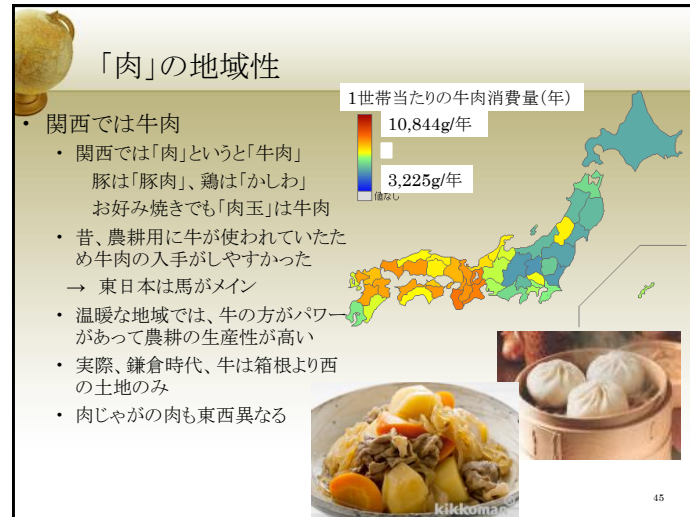 「肉」の地域性
1世帯当たりの牛肉消費量(年)
10,844g/年
3,225g/年
値なし
• 関西では牛肉
• 関西では「肉」というと「牛肉」
豚は「豚肉」、鶏は「かしわ」
お好み焼きでも「肉玉」は牛肉
• 昔、農耕用に牛が使われていたた
め牛肉の入手がしやすかった
→ 東日本は馬がメイン
• 温暖な地域では、牛の方がパワー
があって農耕の生産性が高い
• 実際、鎌倉時代、牛は箱根より西
の土地のみ
• 肉じゃがの肉も東西異なる
kikkoman
45